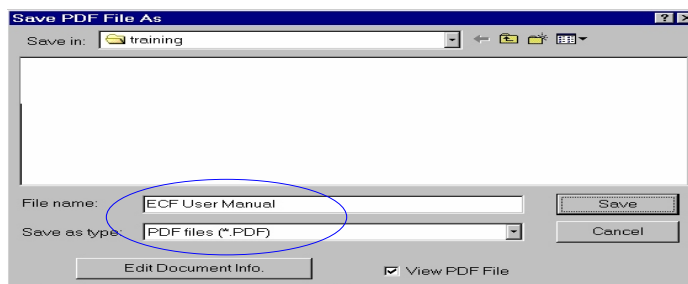 Save PDF File As
Save in: training
File name: ECF User Manual Save
Save as type: PDF files (*.PDF) Cancel
Edit Document Info. View PDF File